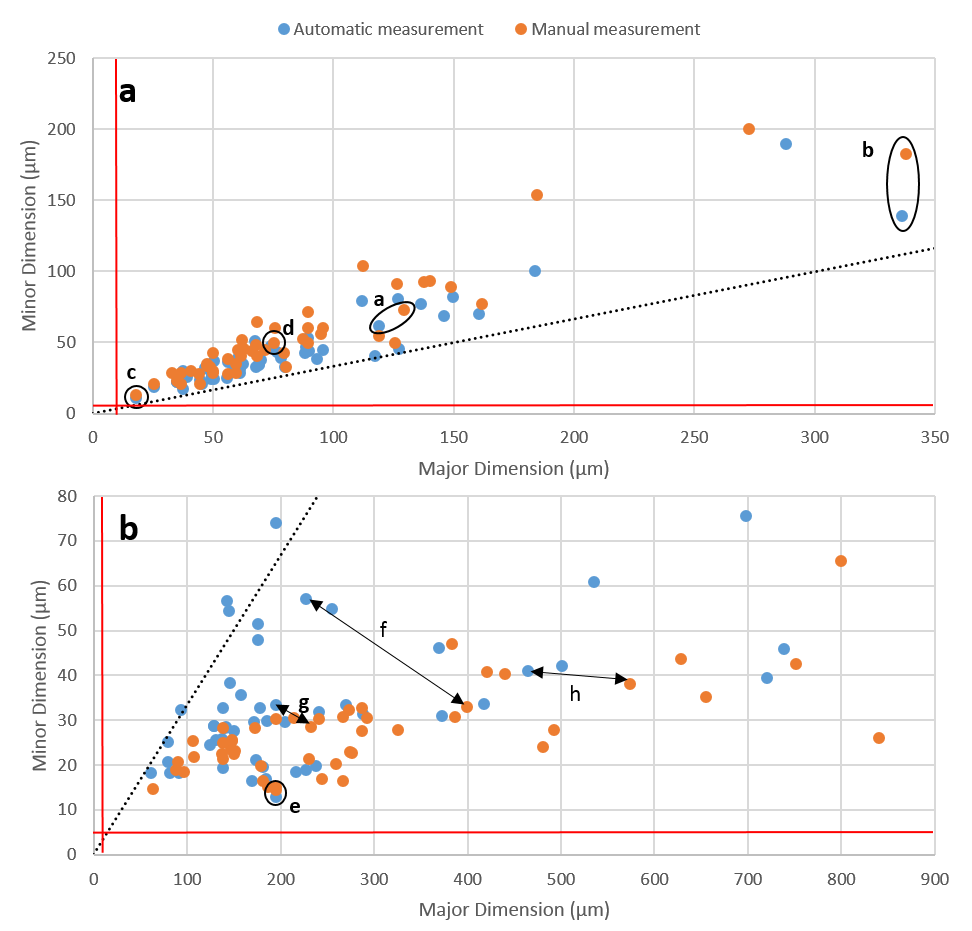 Automatic measurement Manual measurement
250
200
150
100
50
0
0 50 100 150 200 250 300 350
Minor Dimension (µm)
Major Dimension (µm)
a
b
a
d
c
80
70
60
50
40
30
20
10
0
0 100 200 300 400 500 600 700 800 900
Minor Dimension (µm)
Major Dimension (µm)
b
f
g
h
e